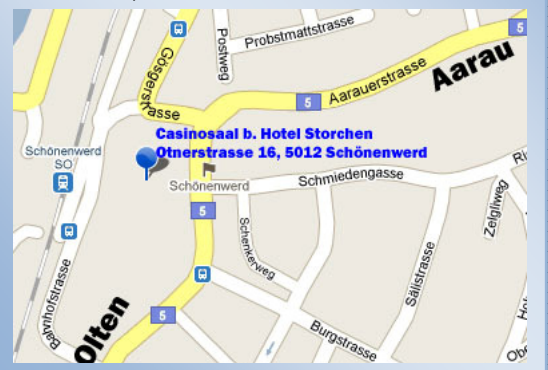 Probstmattstrasse
Postweg
Gösgerstrasse
5
Aarauerstrasse
Aarau
5
5
Casinosaal b. Hotel Storchen
Otnerstrasse 16, 5012 Schönenwerd
Schönenwerd
SO
Schönenwerd
Schmiedengasse
Zelgliweg
5
Schenkerweg
Sälistrasse
Bahnhofstrasse
Olten
5
Burgstrasse